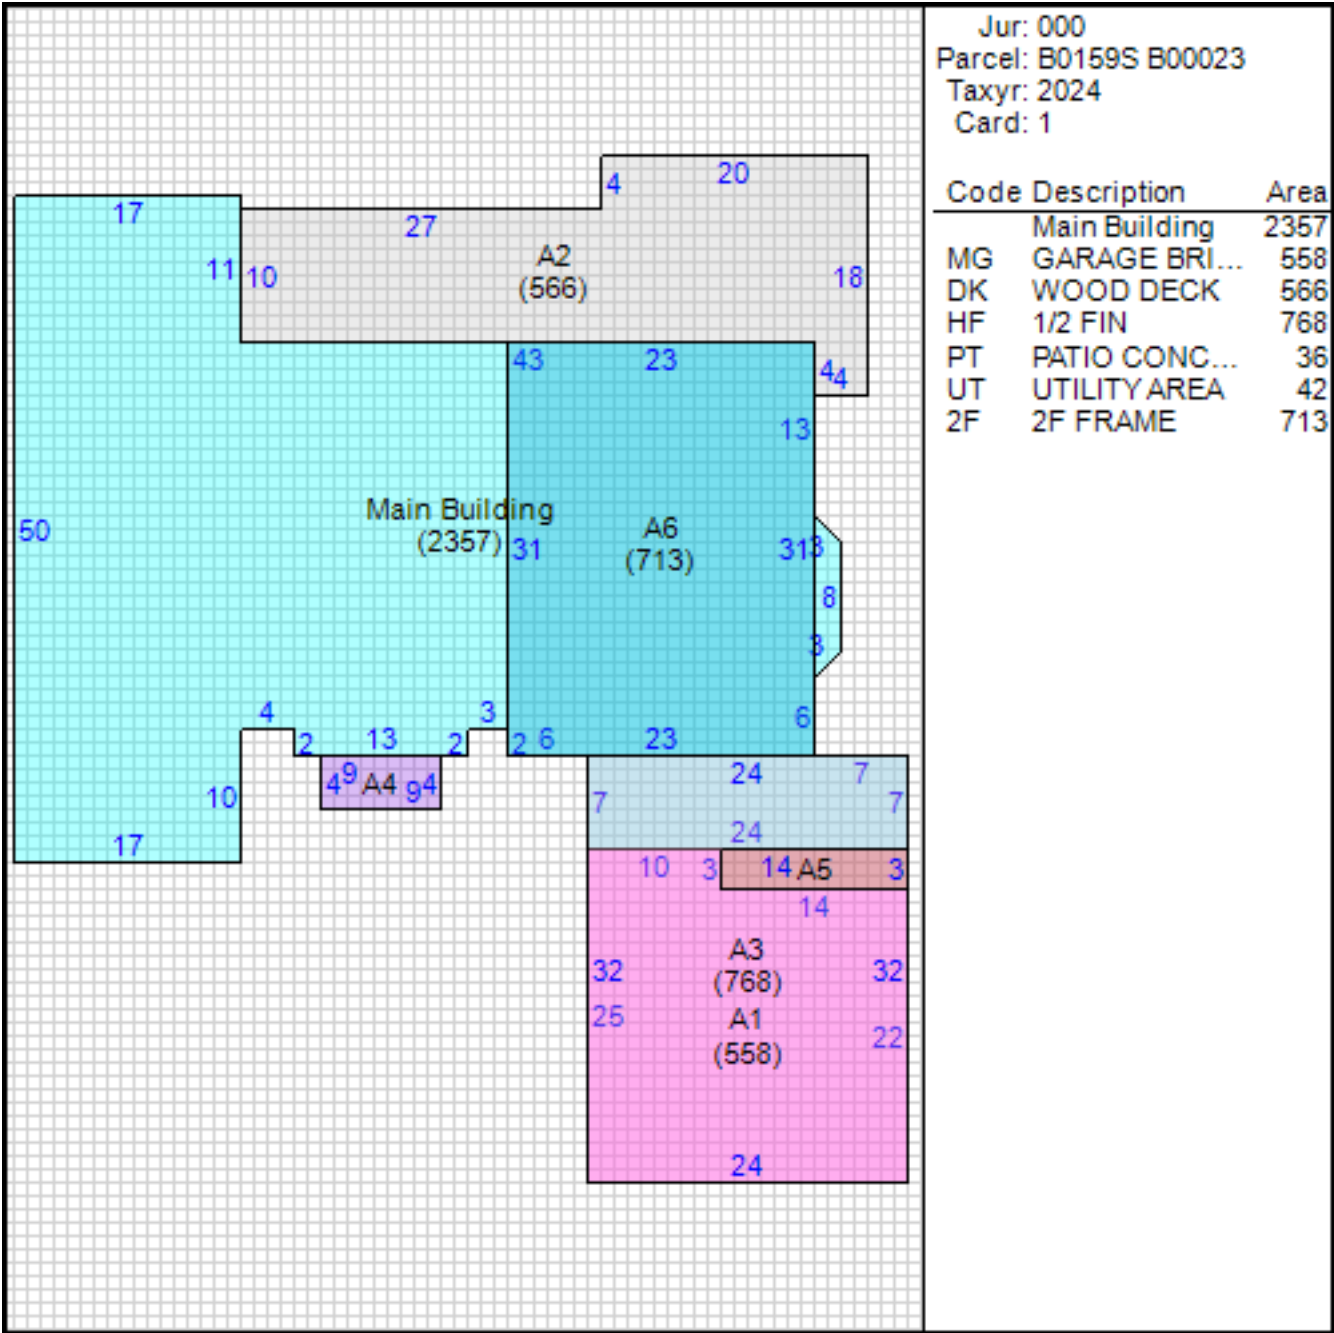 Jur: 000
Parcel: B0159S B00023
Taxyr: 2024
Card: 1
Code Description Area
Main Building 2357
MG GARAGE BRI... 558
DK WOOD DECK 566
HF 1/2 FIN 768
PT PATIO CONC... 36
UT UTILITY AREA 42
2F 2F FRAME 713
20
4
17
27
A2
(566)
11 10
18
43 23
4 4
13
Main Building
(2357)
50
31
A6
(713)
31 3
8
3
6
4
3
2 13 2
2 6 23
4 9 A4 9 4
10
17
24 7
7 7
24
10 3 14 A5 3
14
A3
(768)
32 32
A1
(558)
25 22
24